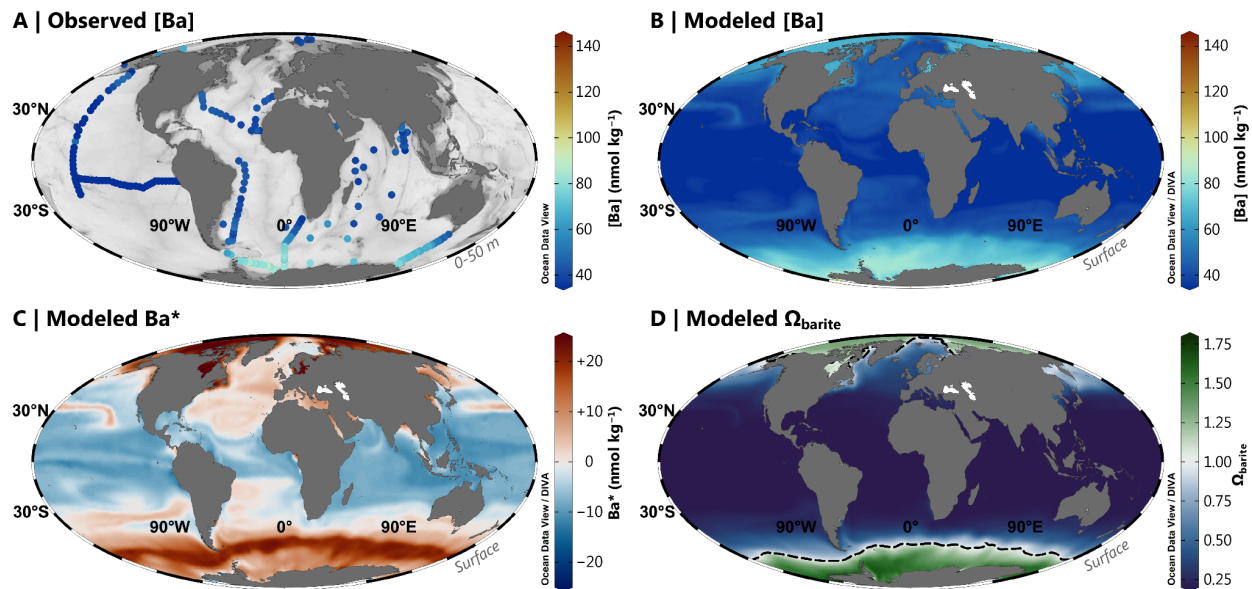 A | Observed [Ba]
30°N
30°S
90°W
0°
90°E
0-50 m
Ocean Data View
140
120
100
80
60
40
[Ba] (nmol kg⁻¹)
B | Modeled [Ba]
30°N
30°S
90°W
0°
90°E
Surface
Ocean Data View / DIVA
140
120
100
80
60
40
[Ba] (nmol kg⁻¹)
C | Modeled Ba*
30°N
30°S
90°W
0°
90°E
Surface
Ocean Data View / DIVA
+20
+10
0
−10
−20
Ba* (nmol kg⁻¹)
D | Modeled Ωbarite
30°N
30°S
90°W
0°
90°E
Surface
Ocean Data View / DIVA
1.75
1.50
1.25
1.00
0.75
0.50
0.25
Ωbarite